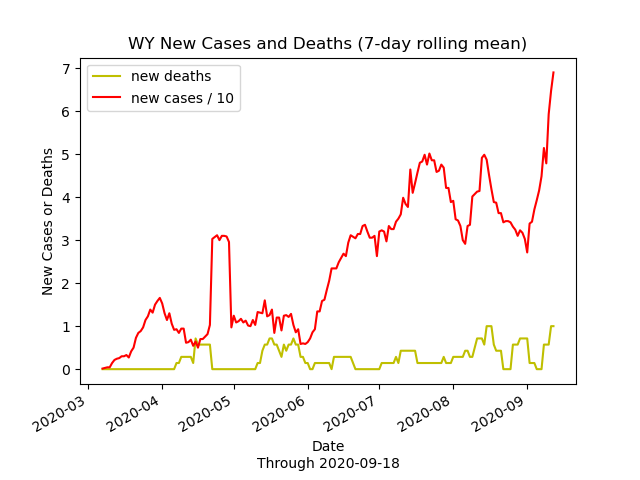 WY New Cases and Deaths (7-day rolling mean)
new deaths
new cases / 10
7
6
5
4
3
2
1
0
New Cases or Deaths
2020-03
2020-04
2020-05
2020-06
2020-07
2020-08
2020-09
Date
Through 2020-09-18